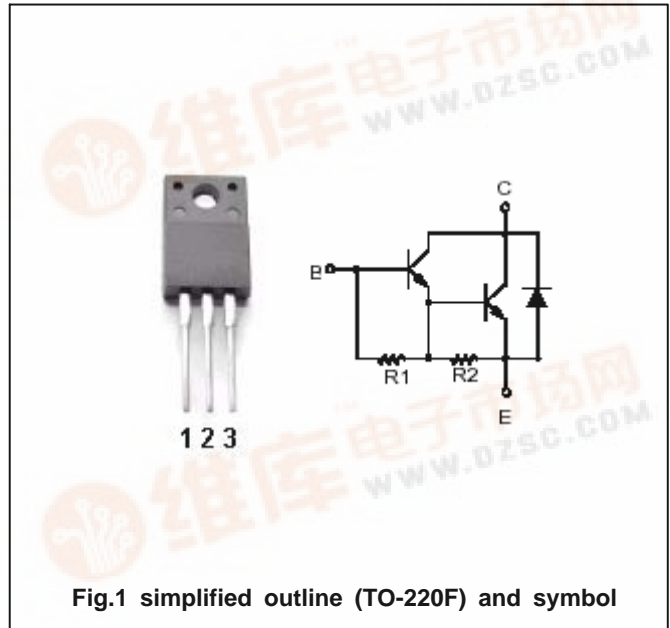 维库电子市场网
WWW.DZSC.COM
C
B
R1 R2
E
1 2 3
维库电子市场网
WWW.DZSC.COM
Fig.1 simplified outline (TO-220F) and symbol